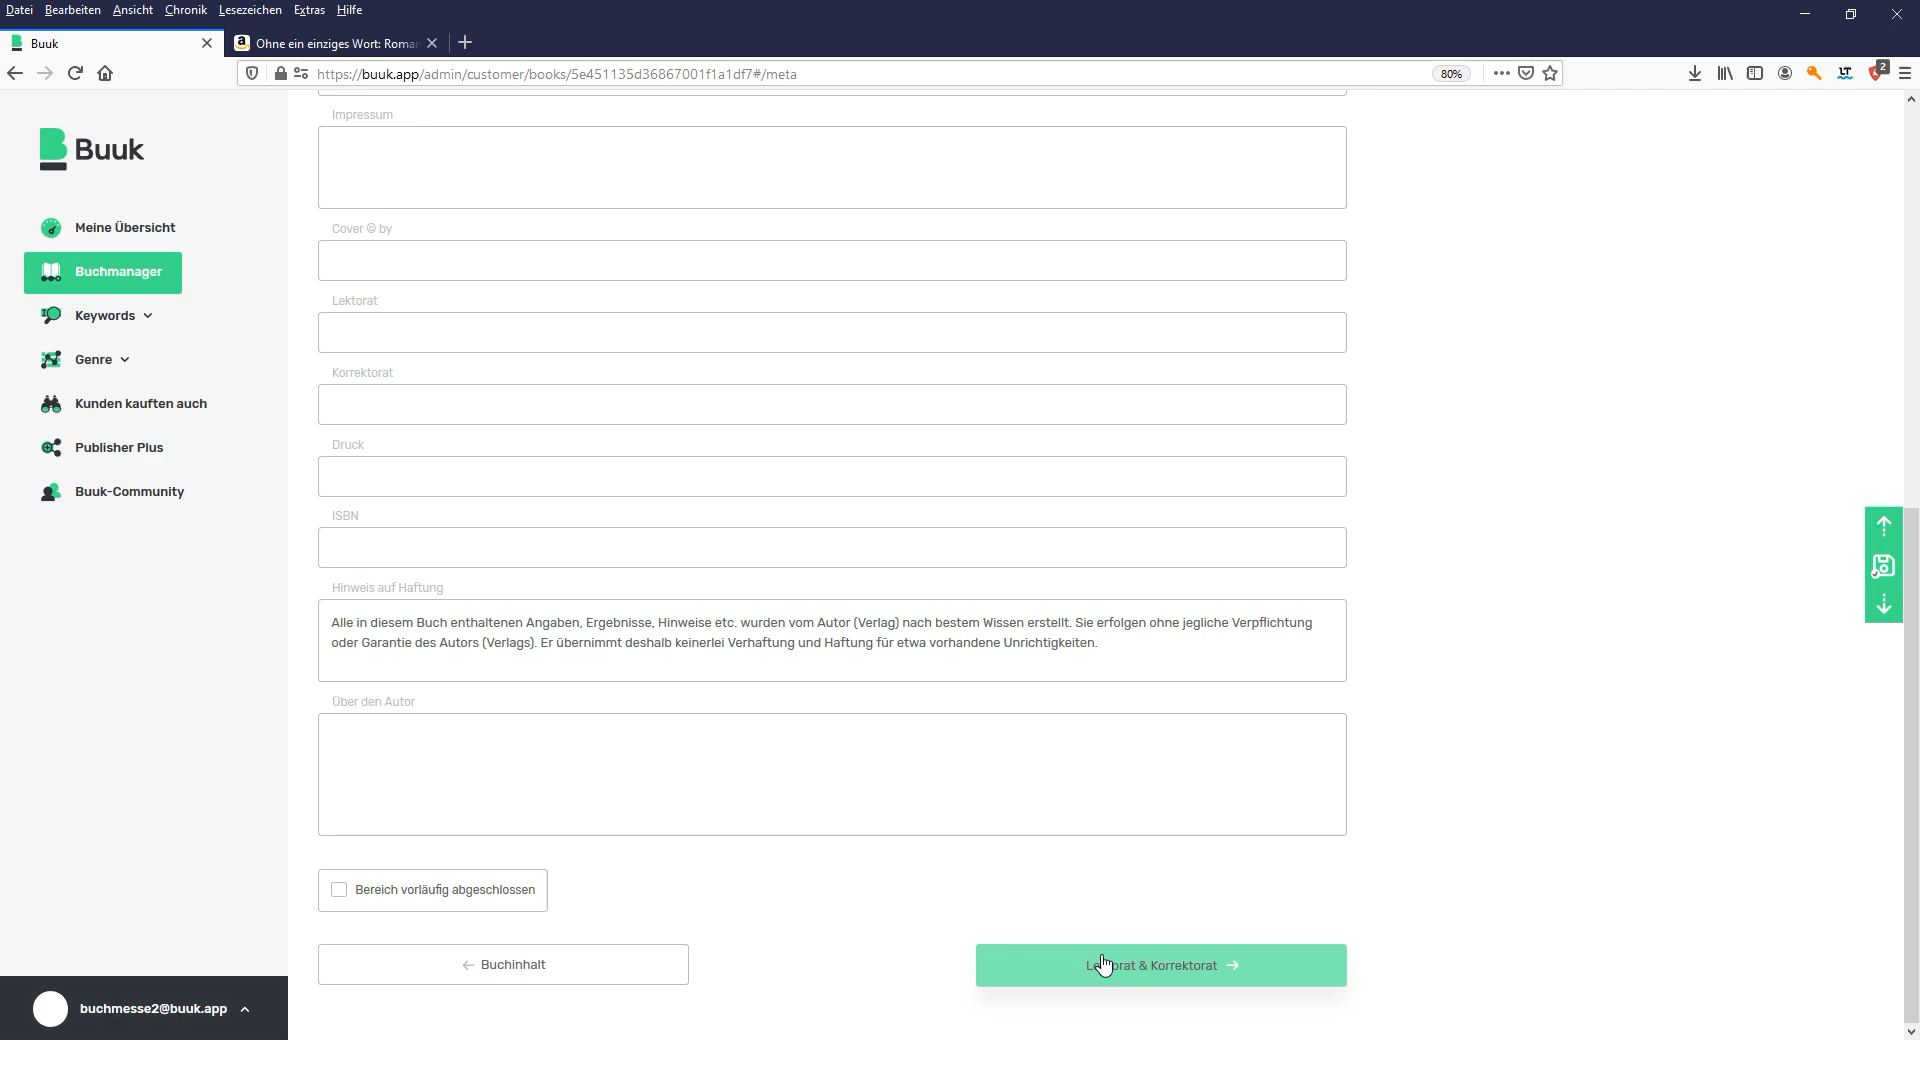 Datei Bearbeiten Ansicht Chronik Lesezeichen Extras Hilfe
Buuk
Ohne ein einziges Wort: Roman
https://buuk.app/admin/customer/books/5e451135d36867001f1a1df7#/meta
80%
LT
2
Buuk
Meine Übersicht
Buchmanager
Keywords
Genre
Kunden kauften auch
Publisher Plus
Buuk-Community
buchmesse2@buuk.app
Impressum
Cover © by
Lektorat
Korrektorat
Druck
ISBN
Hinweis auf Haftung
Alle in diesem Buch enthaltenen Angaben, Ergebnisse, Hinweise etc. wurden vom Autor (Verlag) nach bestem Wissen erstellt. Sie erfolgen ohne jegliche Verpflichtung
oder Garantie des Autors (Verlags). Er übernimmt deshalb keinerlei Verhaftung und Haftung für etwa vorhandene Unrichtigkeiten.
Über den Autor
Bereich vorläufig abgeschlossen
← Buchinhalt
Lektorat & Korrektorat →